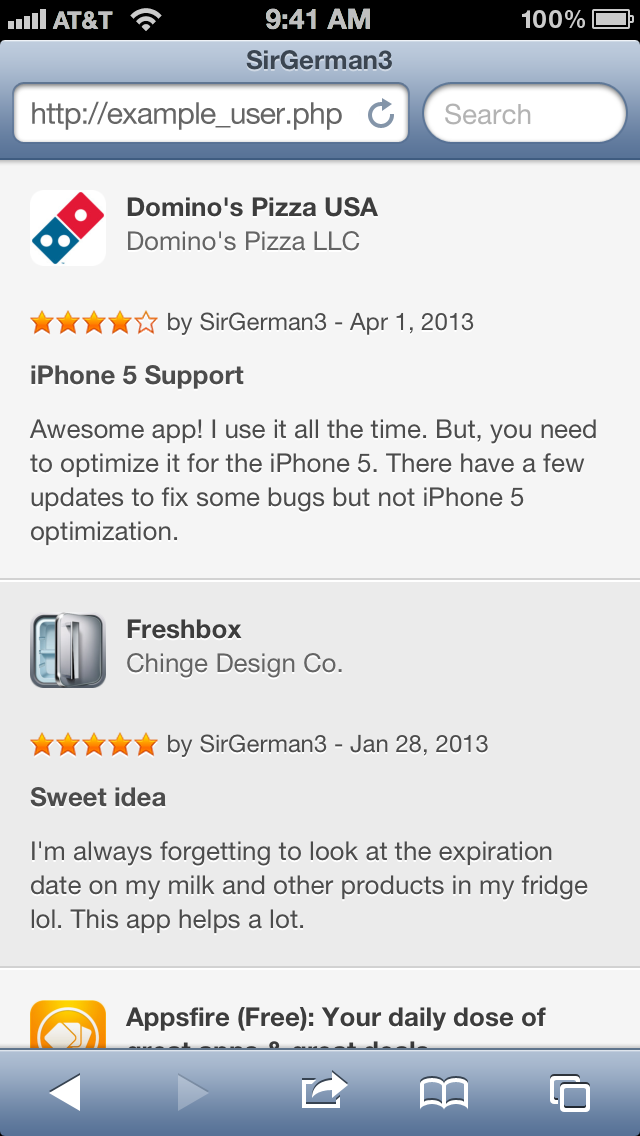 AT&T 9:41 AM 100%
SirGerman3
http://example_user.php Search
Domino's Pizza USA
Domino's Pizza LLC
by SirGerman3 - Apr 1, 2013
iPhone 5 Support
Awesome app! I use it all the time. But, you need
to optimize it for the iPhone 5. There have a few
updates to fix some bugs but not iPhone 5
optimization.
Freshbox
Chinge Design Co.
by SirGerman3 - Jan 28, 2013
Sweet idea
I'm always forgetting to look at the expiration
date on my milk and other products in my fridge
lol. This app helps a lot.
Appsfire (Free): Your daily dose of
great apps & great deals